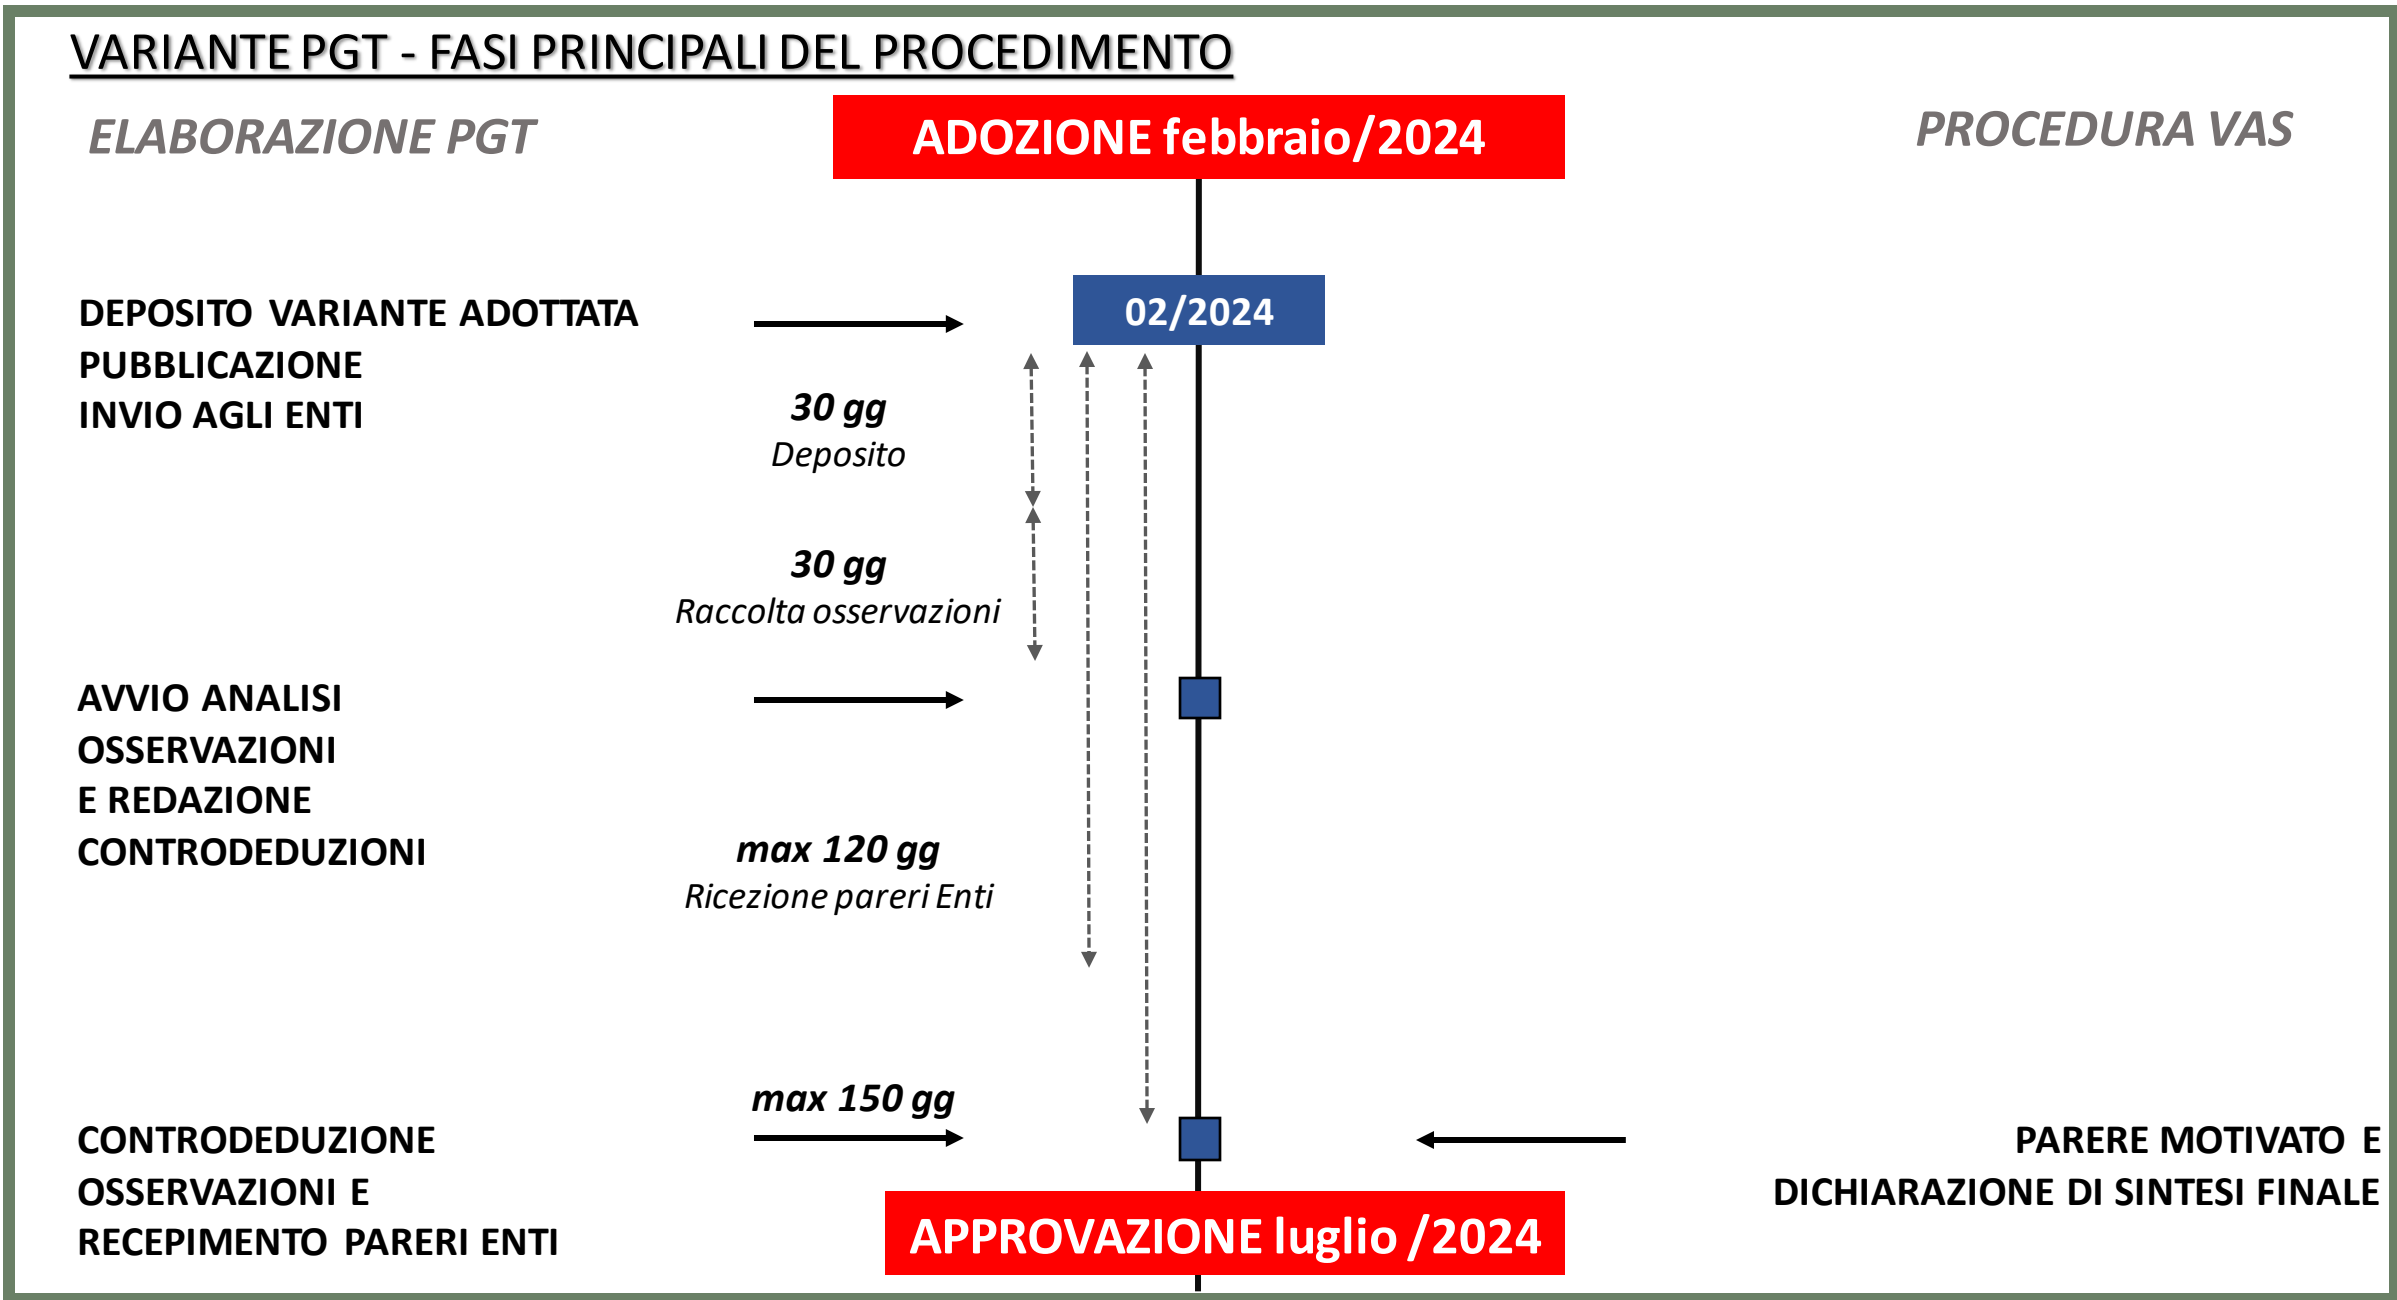 VARIANTE PGT - FASI PRINCIPALI DEL PROCEDIMENTO
ELABORAZIONE PGT
ADOZIONE febbraio/2024
PROCEDURA VAS
DEPOSITO VARIANTE ADOTTATA
PUBBLICAZIONE
INVIO AGLI ENTI
02/2024
30 gg
Deposito
30 gg
Raccolta osservazioni
AVVIO ANALISI
OSSERVAZIONI
E REDAZIONE
CONTRODEDUZIONI
max 120 gg
Ricezione pareri Enti
max 150 gg
CONTRODEDUZIONE
OSSERVAZIONI E
RECEPIMENTO PARERI ENTI
PARERE MOTIVATO E
DICHIARAZIONE DI SINTESI FINALE
APPROVAZIONE luglio /2024